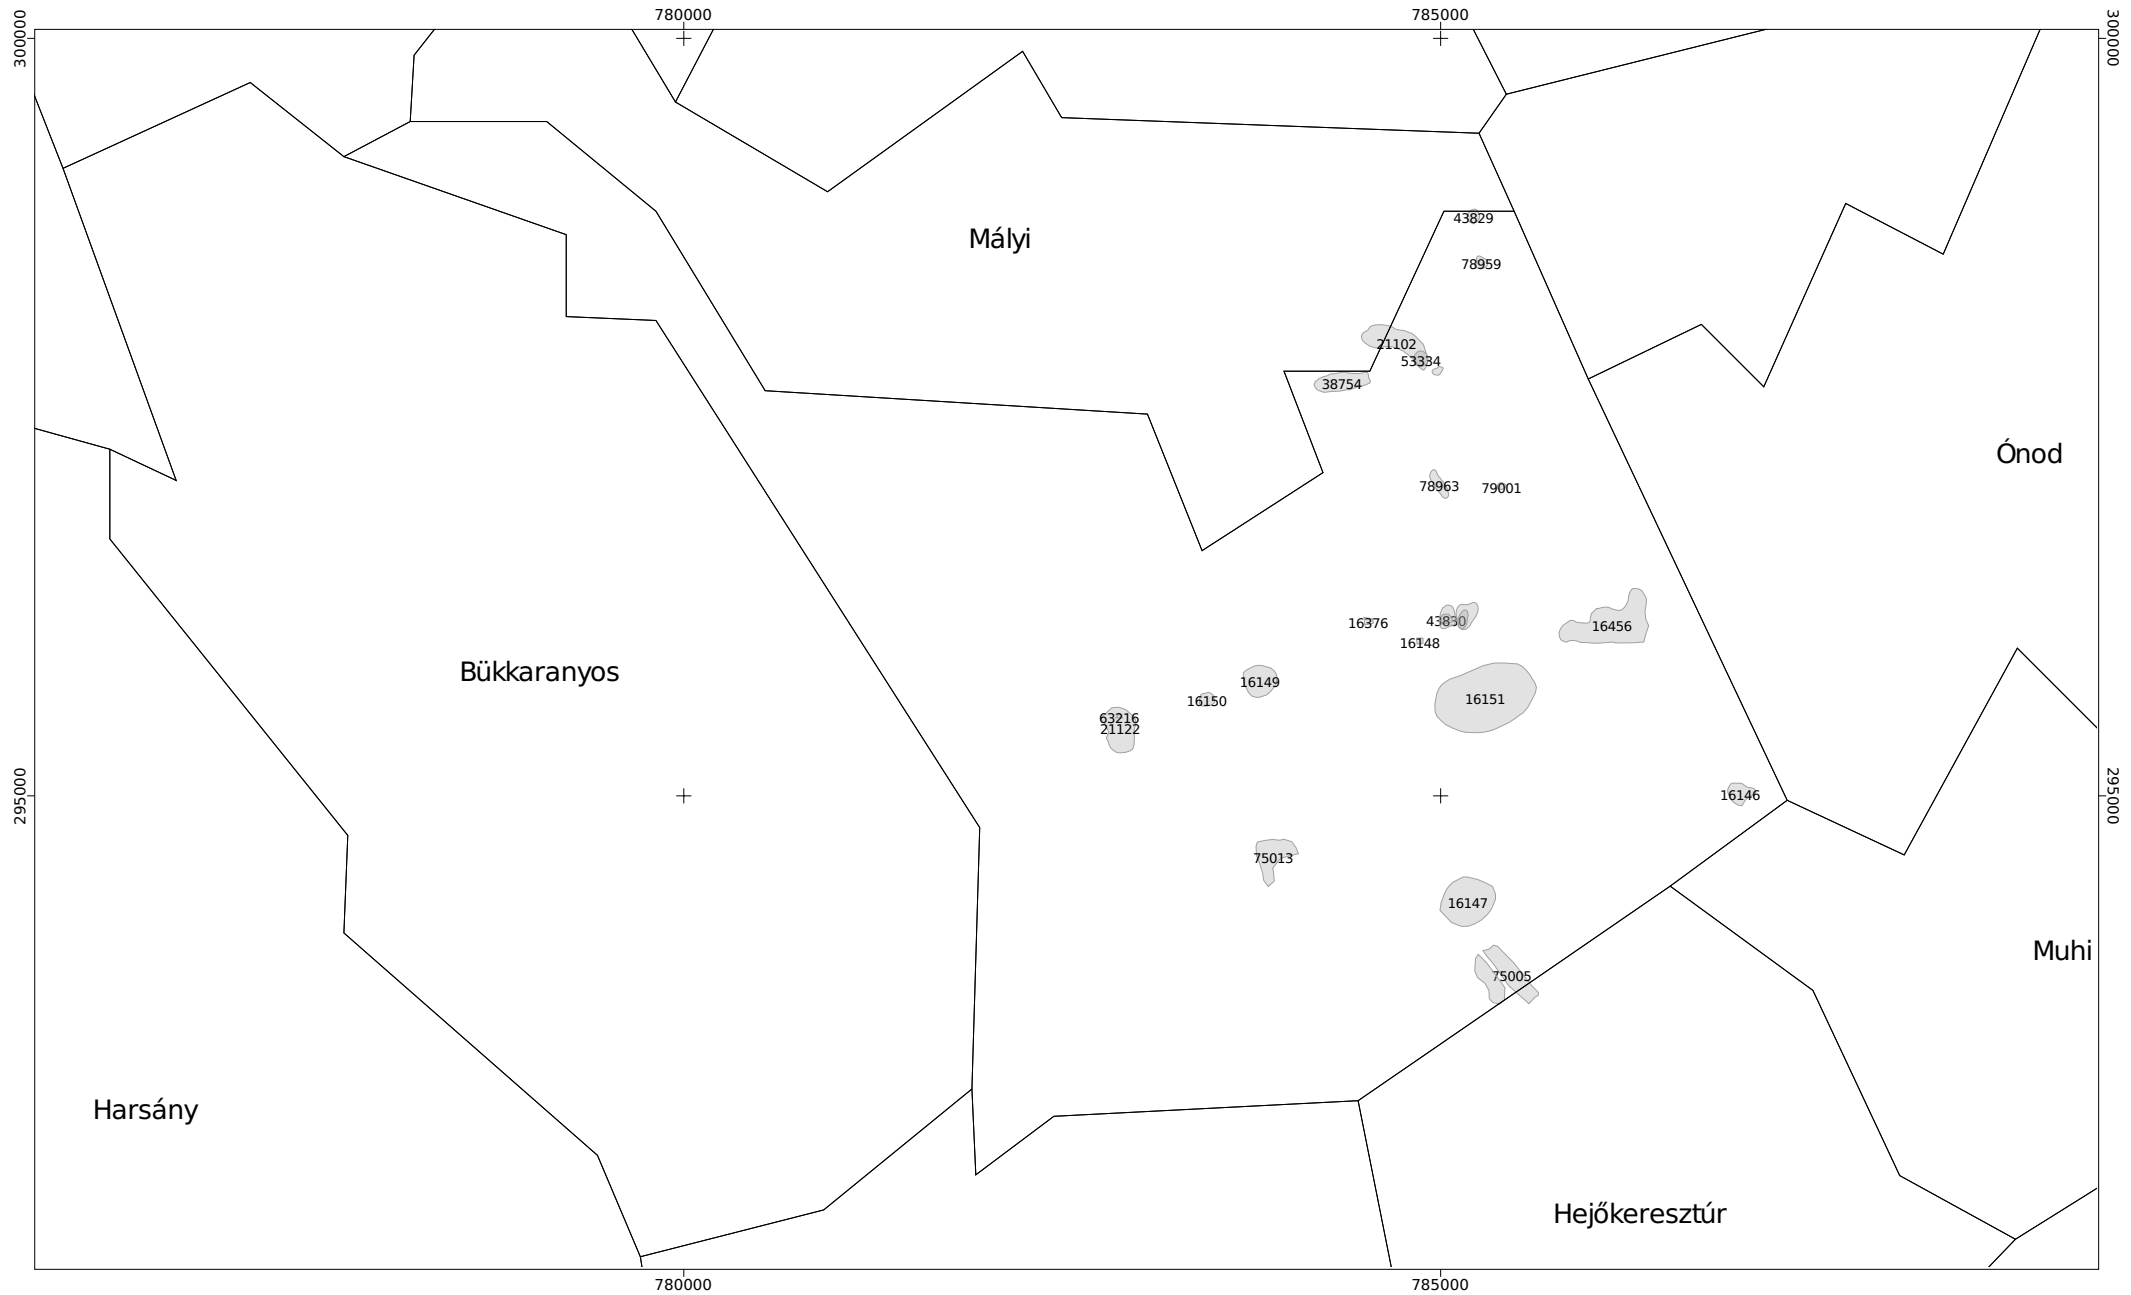 780000 785000
300000 300000
43829
Mályi
78959
21102
53334
38754
Ónod
78963 79001
16376 43830 16456
16148
Bükkaranyos
16149
16150 16151
63216
21122
295000 16146 295000
75013
16147
Muhi
75005
Harsány
Hejőkeresztúr
780000 785000